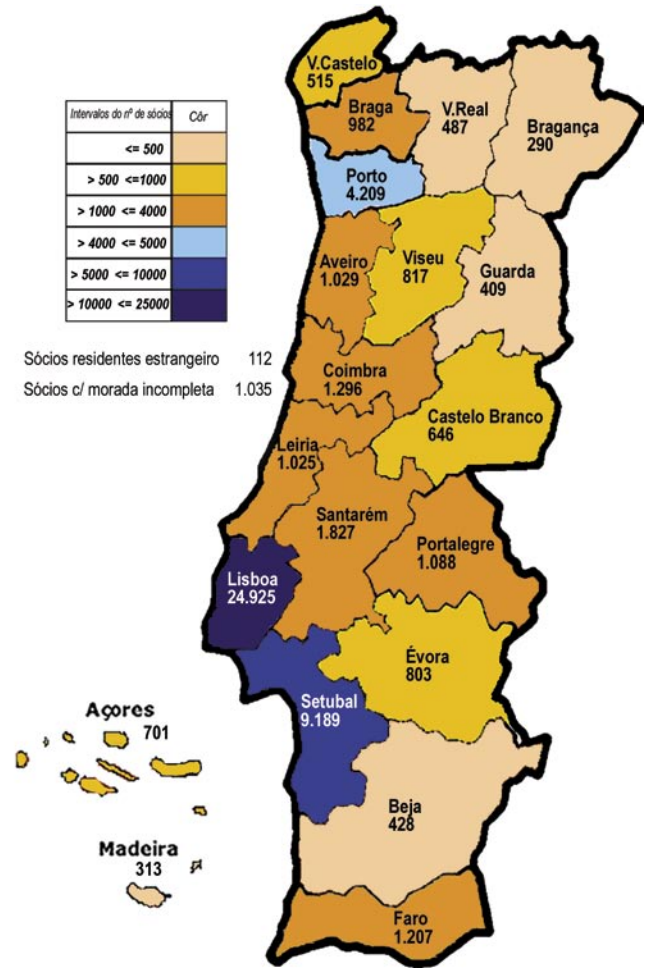 V.Castelo
515
Braga
982
V.Real
487
Bragança
290
Intervalos do nº de sócios Côr
<= 500
> 500 <=1000
> 1000 <= 4000
> 4000 <= 5000
> 5000 <= 10000
> 10000 <= 25000
Porto
4.209
Aveiro
1.029
Viseu
817
Guarda
409
Sócios residentes estrangeiro 112
Sócios c/ morada incompleta 1.035
Coimbra
1.296
Castelo Branco
646
Leiria
1.025
Santarém
1.827
Portalegre
1.088
Lisboa
24.925
Évora
803
Setubal
9.189
Açores
701
Beja
428
Madeira
313
Faro
1.207